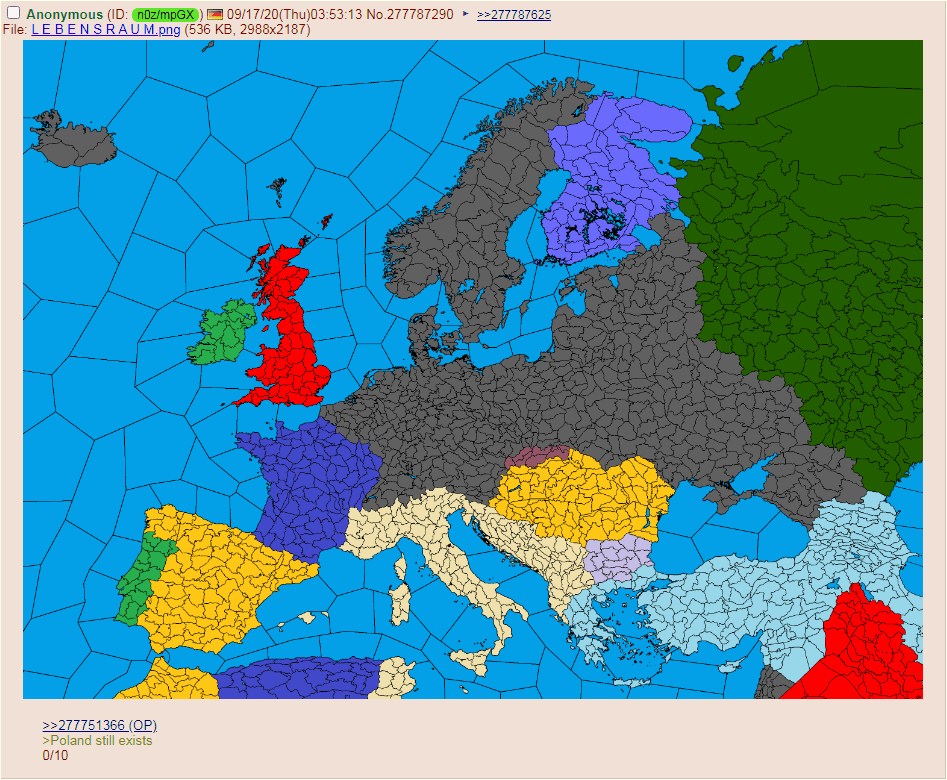 Anonymous (ID: n0z/mpGX) 09/17/20(Thu)03:53:13 No.277787290 ▸ >>277787625
File: L E B E N S R A U M.png (536 KB, 2988x2187)
>>277751366 (OP)
>Poland still exists
0/10